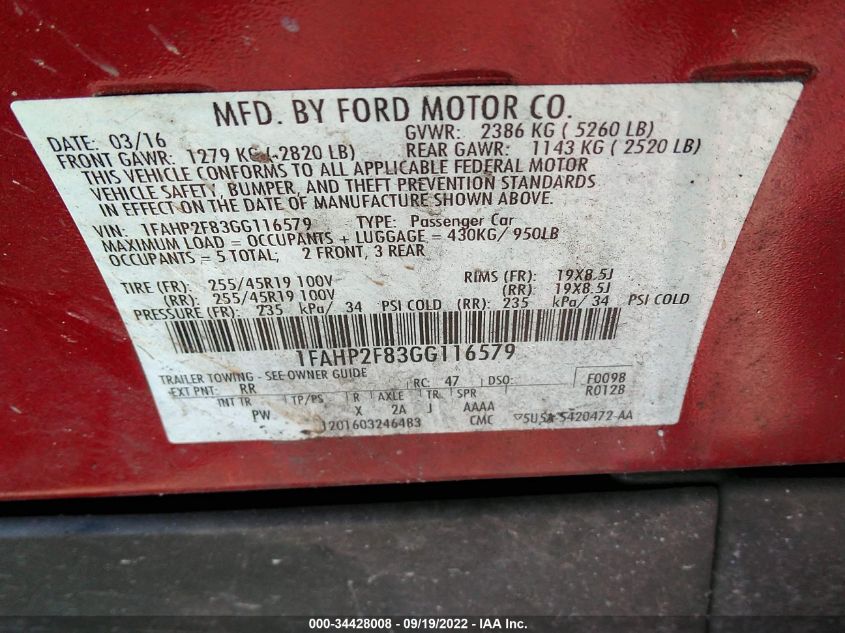 MFD. BY FORD MOTOR CO.
DATE: 03/16 GVWR: 2386 KG ( 5260 LB)
FRONT GAWR: 1279 KG ( 2820 LB) REAR GAWR: 1143 KG ( 2520 LB)
THIS VEHICLE CONFORMS TO ALL APPLICABLE FEDERAL MOTOR
VEHICLE SAFETY, BUMPER, AND THEFT PREVENTION STANDARDS
IN EFFECT ON THE DATE OF MANUFACTURE SHOWN ABOVE.
VIN: 1FAHP2F83GG116579 TYPE: Passenger Car
MAXIMUM LOAD = OCCUPANTS + LUGGAGE = 430KG/ 950LB
OCCUPANTS = 5 TOTAL; 2 FRONT, 3 REAR
TIRE (FR): 255/45R19 100V RIMS (FR): 19X8.5J
(RR): 255/45R19 100V (RR): 19X8.5J
PRESSURE (FR): 235 kPa/ 34 PSI COLD (RR): 235 kPa/ 34 PSI COLD
1FAHP2F83GG116579
TRAILER TOWING - SEE OWNER GUIDE
EXT PNT: RR RC: 47 DSO: F0098
R0128
INT TR TP/PS R AXLE TR SPR
PW X 2A J AAAA
1201603246483 CMC 5U5A-5420472-AA
000-34428008 - 09/19/2022 - IAA Inc.